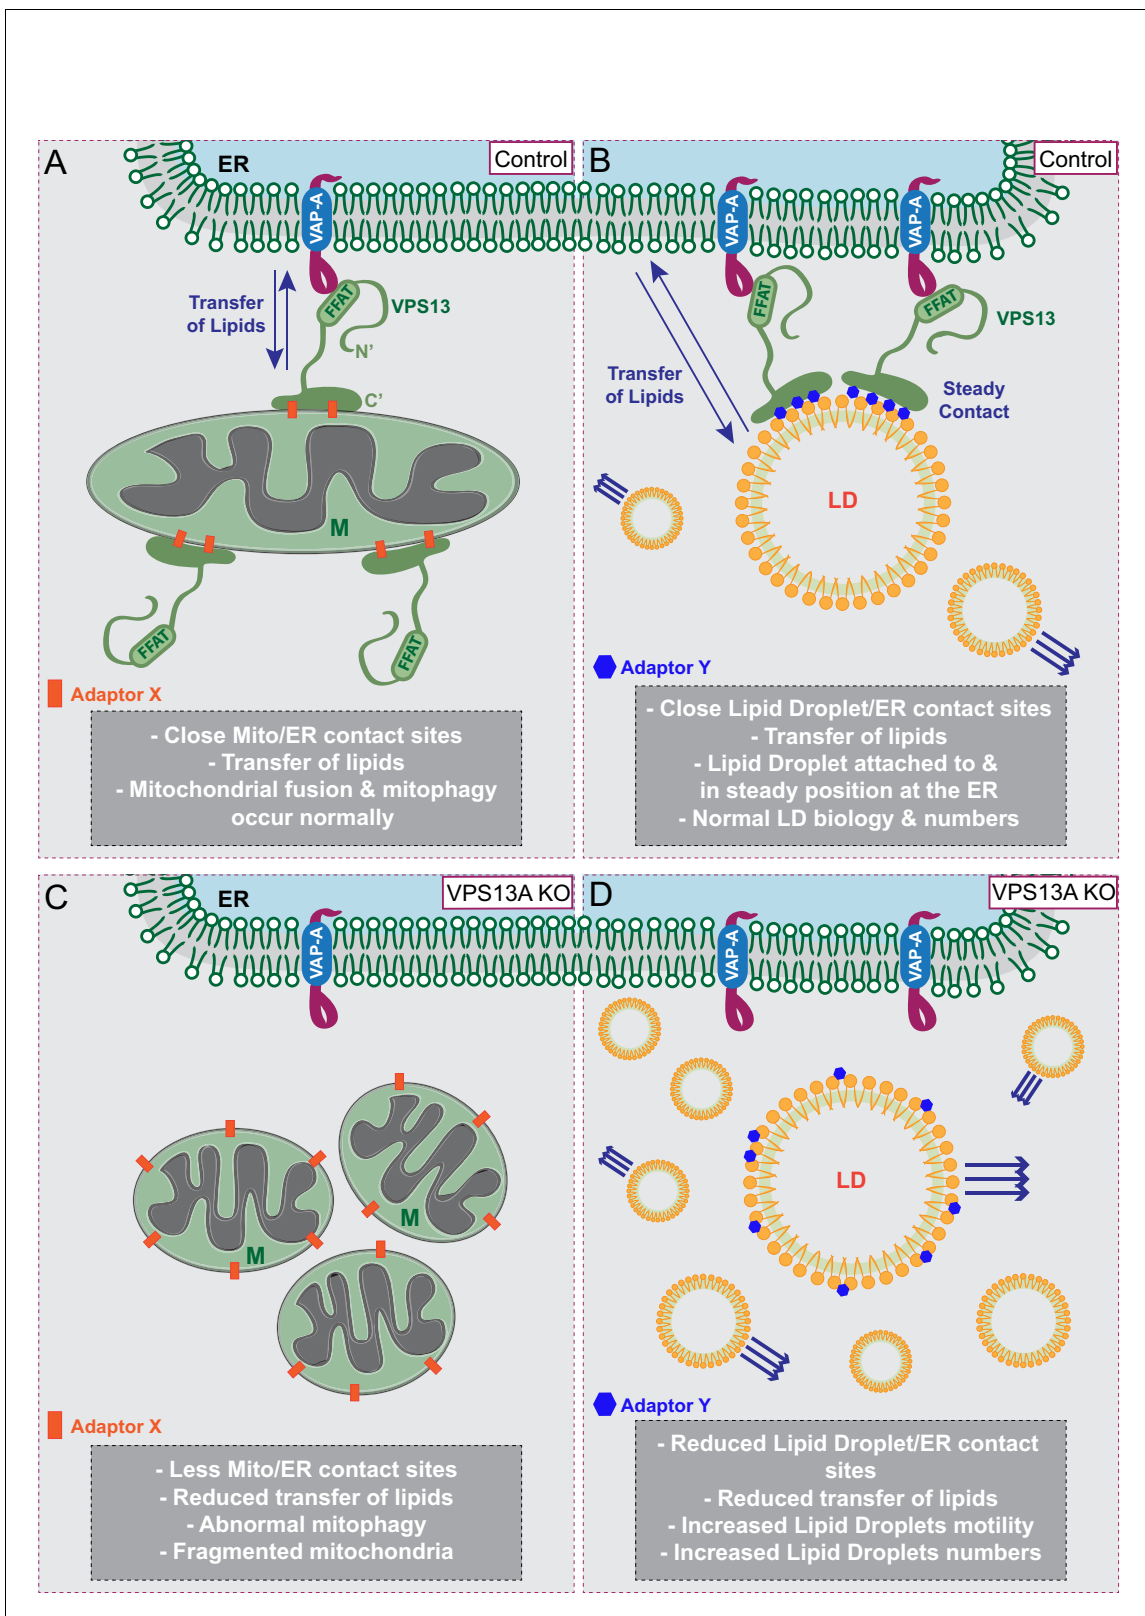 A
ER
Control
VAP-A
FFAT
VPS13
Transfer
of Lipids
N'
C'
M
FFAT
FFAT
Adaptor X
- Close Mito/ER contact sites
- Transfer of lipids
- Mitochondrial fusion & mitophagy
occur normally
B
Control
VAP-A
VAP-A
FFAT
FFAT
VPS13
Transfer
of Lipids
Steady
Contact
LD
Adaptor Y
- Close Lipid Droplet/ER contact sites
- Transfer of lipids
- Lipid Droplet attached to &
in steady position at the ER
- Normal LD biology & numbers
C
ER
VPS13A KO
VAP-A
M
M
Adaptor X
- Less Mito/ER contact sites
- Reduced transfer of lipids
- Abnormal mitophagy
- Fragmented mitochondria
D
VPS13A KO
VAP-A
VAP-A
LD
Adaptor Y
- Reduced Lipid Droplet/ER contact
sites
- Reduced transfer of lipids
- Increased Lipid Droplets motility
- Increased Lipid Droplets numbers